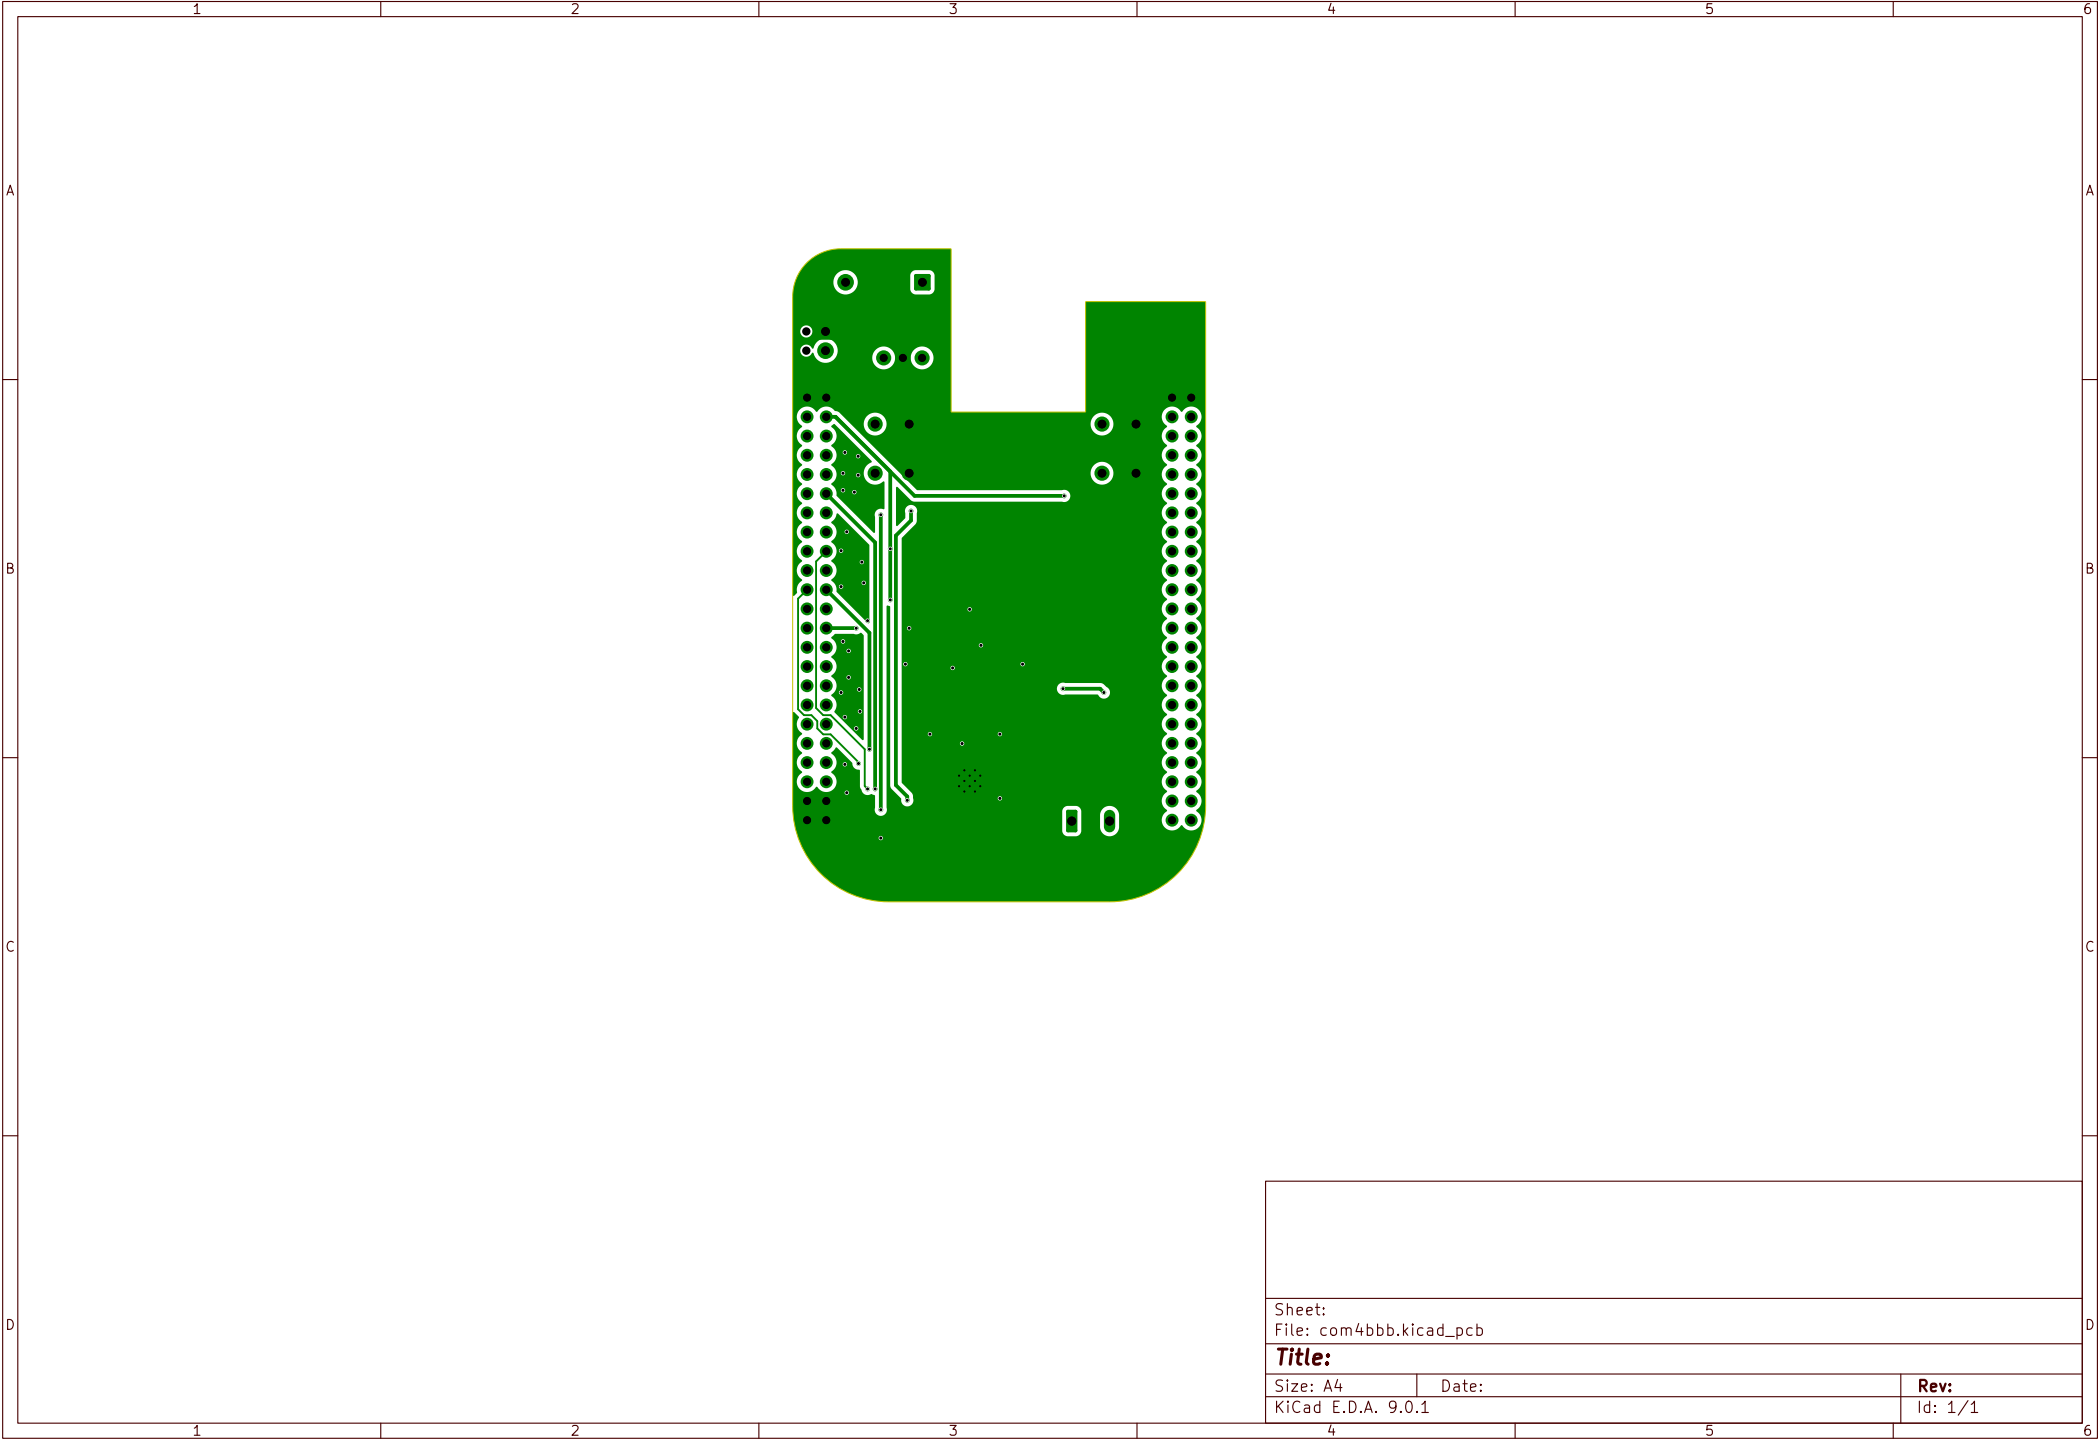 1 2 3 4 5 6
A A
B B
C C
D D
Sheet:
File: com4bbb.kicad_pcb
Title:
Size: A4 Date: Rev:
KiCad E.D.A. 9.0.1 Id: 1/1
1 2 3 4 5 6